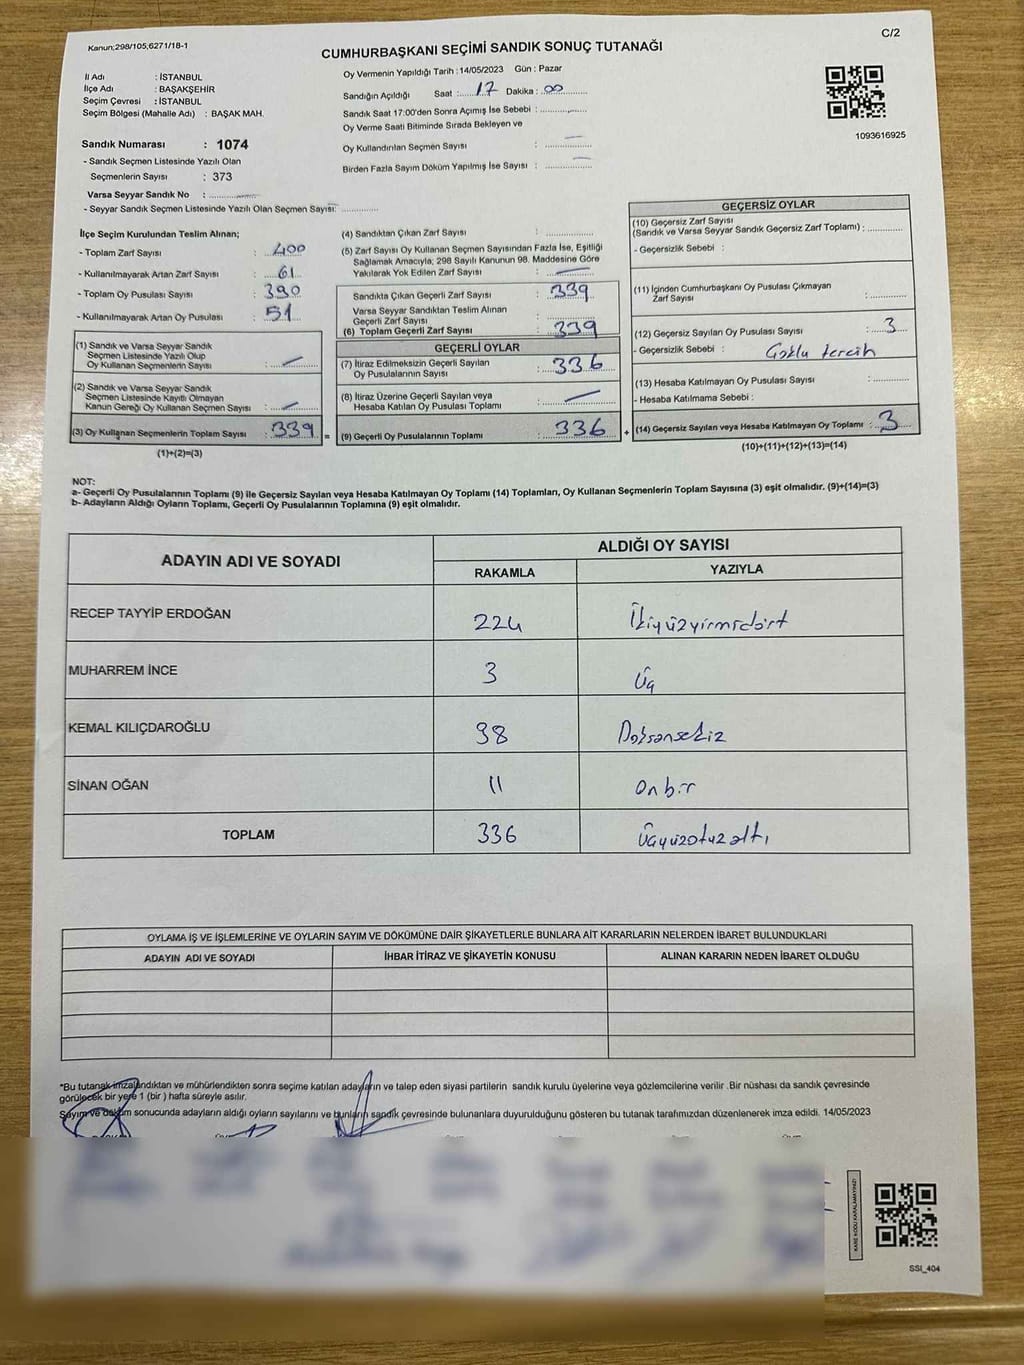 Kanun;298/105,6271/18-1
C/2
CUMHURBAŞKANI SEÇİMİ SANDIK SONUÇ TUTANAĞI
İl Adı : İSTANBUL
İlçe Adı : BAŞAKŞEHİR
Seçim Çevresi : İSTANBUL
Seçim Bölgesi (Mahalle Adı) : BAŞAK MAH.
Oy Vermenin Yapıldığı Tarih : 14/05/2023 Gün : Pazar
Sandığın Açıldığı Saat : 17 Dakika : 00
Sandık Saat 17:00'den Sonra Açımış İse Sebebi :
Oy Verme Saati Bitiminde Sırada Bekleyen ve
Oy Kullandırılan Seçmen Sayısı : —
Birden Fazla Sayım Döküm Yapılmış İse Sayısı : —
1093616925
Sandık Numarası : 1074
- Sandık Seçmen Listesinde Yazılı Olan
Seçmenlerin Sayısı : 373
Varsa Seyyar Sandık No :
- Seyyar Sandık Seçmen Listesinde Yazılı Olan Seçmen Sayısı:
İlçe Seçim Kurulundan Teslim Alınan;
- Toplam Zarf Sayısı : 400
- Kullanılmayarak Artan Zarf Sayısı : 61
- Toplam Oy Pusulası Sayısı : 390
- Kullanılmayarak Artan Oy Pusulası : 51
(1) Sandık ve Varsa Seyyar Sandık
Seçmen Listesinde Yazılı Olup
Oy Kullanan Seçmenlerin Sayısı : —
(2) Sandık ve Varsa Seyyar Sandık
Seçmen Listesinde Kayıtlı Olmayan
Kanun Gereği Oy Kullanan Seçmen Sayısı : —
(3) Oy Kullanan Seçmenlerin Toplam Sayısı : 339
(1)+(2)=(3)
(4) Sandıktan Çıkan Zarf Sayısı :
(5) Zarf Sayısı Oy Kullanan Seçmen Sayısından Fazla İse, Eşitliği
Sağlamak Amacıyla; 298 Sayılı Kanunun 98. Maddesine Göre
Yakılarak Yok Edilen Zarf Sayısı : —
Sandıkta Çıkan Geçerli Zarf Sayısı : 339
Varsa Seyyar Sandıktan Teslim Alınan
Geçerli Zarf Sayısı :
(6) Toplam Geçerli Zarf Sayısı : 339
GEÇERLİ OYLAR
(7) İtiraz Edilmeksizin Geçerli Sayılan
Oy Pusulalarının Sayısı : 336
(8) İtiraz Üzerine Geçerli Sayılan veya
Hesaba Katılan Oy Pusulası Toplamı : —
= (9) Geçerli Oy Pusulalarının Toplamı : 336 +
GEÇERSİZ OYLAR
(10) Geçersiz Zarf Sayısı
(Sandık ve Varsa Seyyar Sandık Geçersiz Zarf Toplamı) :
- Geçersizlik Sebebi :
(11) İçinden Cumhurbaşkanı Oy Pusulası Çıkmayan
Zarf Sayısı :
(12) Geçersiz Sayılan Oy Pusulası Sayısı : 3
- Geçersizlik Sebebi : Çoklu tercih
(13) Hesaba Katılmayan Oy Pusulası Sayısı :
- Hesaba Katılmama Sebebi :
(14) Geçersiz Sayılan veya Hesaba Katılmayan Oy Toplamı : 3
(10)+(11)+(12)+(13)=(14)
NOT:
a- Geçerli Oy Pusulalarının Toplamı (9) ile Geçersiz Sayılan veya Hesaba Katılmayan Oy Toplamı (14) Toplamları, Oy Kullanan Seçmenlerin Toplam Sayısına (3) eşit olmalıdır. (9)+(14)=(3)
b- Adayların Aldığı Oyların Toplamı, Geçerli Oy Pusulalarının Toplamına (9) eşit olmalıdır.
ADAYIN ADI VE SOYADI
ALDIĞI OY SAYISI
RAKAMLA YAZIYLA
RECEP TAYYİP ERDOĞAN 224 İkiyüzyirmidört
MUHARREM İNCE 3 Üç
KEMAL KILIÇDAROĞLU 98 Doksansekiz
SİNAN OĞAN 11 Onbir
TOPLAM 336 Üçyüzotuzaltı
OYLAMA İŞ VE İŞLEMLERİNE VE OYLARIN SAYIM VE DÖKÜMÜNE DAİR ŞİKAYETLERLE BUNLARA AİT KARARLARIN NELERDEN İBARET BULUNDUKLARI
ADAYIN ADI VE SOYADI İHBAR İTİRAZ VE ŞİKAYETİN KONUSU ALINAN KARARIN NEDEN İBARET OLDUĞU
*Bu tutanak imzalandıktan ve mühürlendikten sonra seçime katılan adayların ve talep eden siyasi partilerin sandık kurulu üyelerine veya gözlemcilerine verilir .Bir nüshası da sandık çevresinde
görülecek bir yere 1 (bir ) hafta süreyle asılır.
Sayım ve döküm sonucunda adayların aldığı oyların sayılarını ve bunların sandık çevresinde bulunanlara duyurulduğunu gösteren bu tutanak tarafımızdan düzenlenerek imza edildi. 14/05/2023
KARE KODU KARALAMAYINIZ!
SSI_404